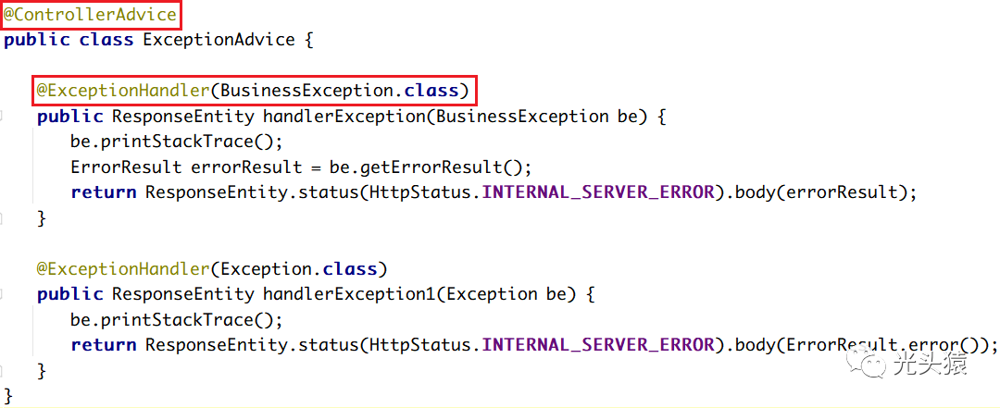 @ControllerAdvice
public class ExceptionAdvice {
@ExceptionHandler(BusinessException.class)
public ResponseEntity handlerException(BusinessException be) {
be.printStackTrace();
ErrorResult errorResult = be.getErrorResult();
return ResponseEntity.status(HttpStatus.INTERNAL_SERVER_ERROR).body(errorResult);
}
@ExceptionHandler(Exception.class)
public ResponseEntity handlerException1(Exception be) {
be.printStackTrace();
return ResponseEntity.status(HttpStatus.INTERNAL_SERVER_ERROR).body(ErrorResult.error());
}
}
光头猿